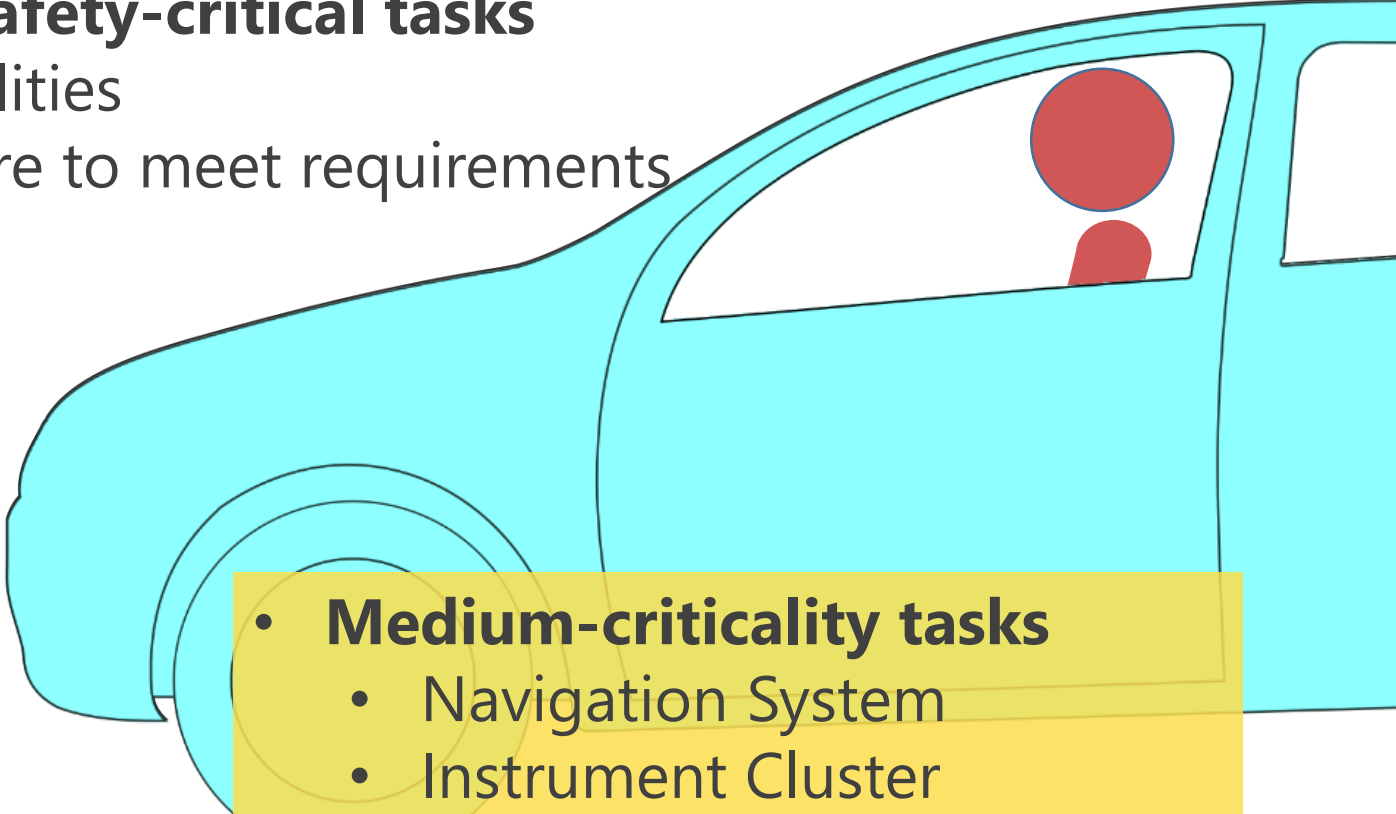 afety-critical tasks
lities
re to meet requirements
• Medium-criticality tasks
• Navigation System
• Instrument Cluster